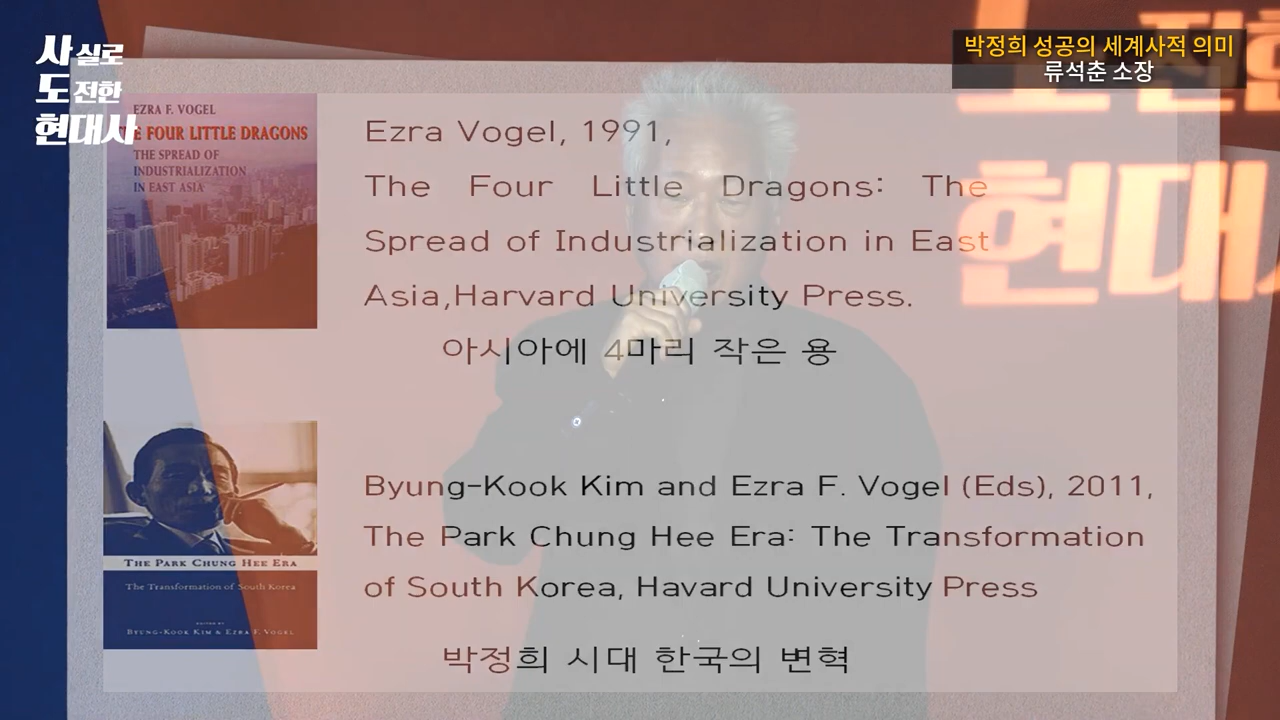 사실로
도전한
현대사
박정희 성공의 세계사적 의미
류석춘 소장
EZRA F. VOGEL
THE FOUR LITTLE DRAGONS
THE SPREAD OF
INDUSTRIALIZATION
IN EAST ASIA
Ezra Vogel, 1991,
The Four Little Dragons: The
Spread of Industrialization in East
Asia,Harvard University Press.
아시아에 4마리 작은 용
THE PARK CHUNG HEE ERA
The Transformation of South Korea
EDITED BY
BYUNG-KOOK KIM & EZRA F. VOGEL
Byung-Kook Kim and Ezra F. Vogel (Eds), 2011,
The Park Chung Hee Era: The Transformation
of South Korea, Havard University Press
박정희 시대 한국의 변혁
현대